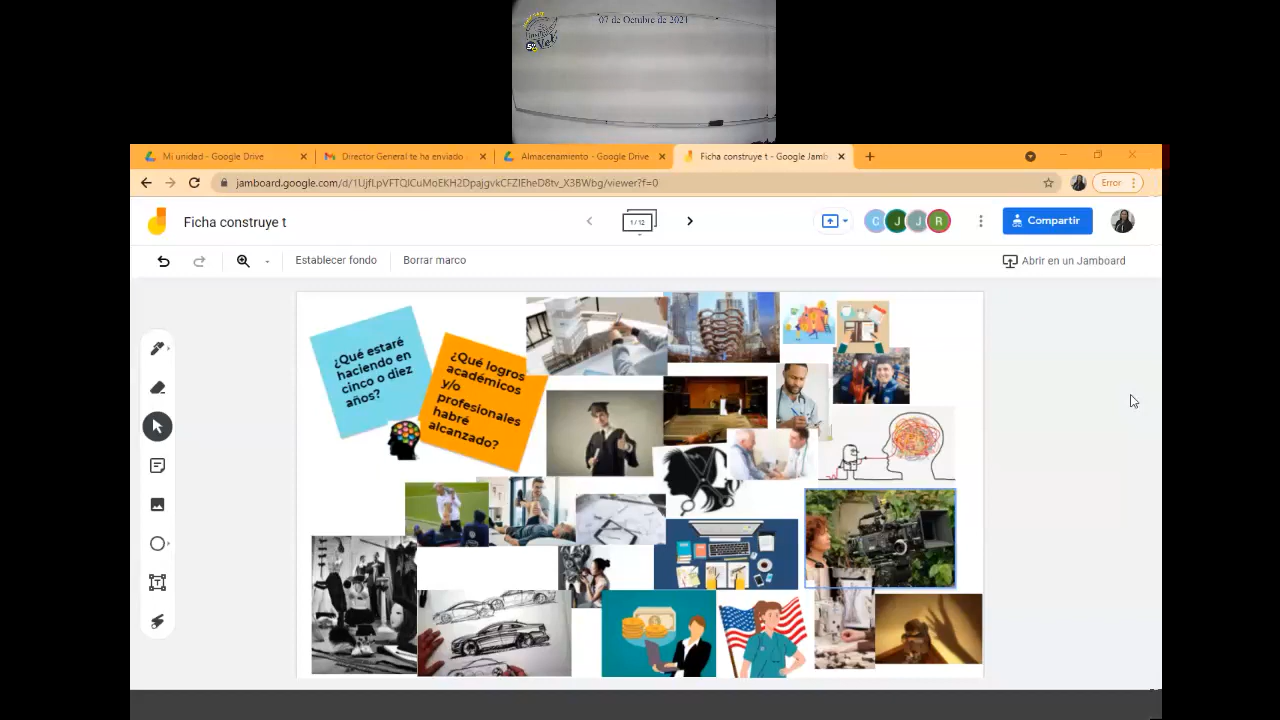 07 de Octubre de 2021
Mi unidad - Google Drive
Director General te ha enviado
Almacenamiento - Google Drive
Ficha construye t - Google Jamb
jamboard.google.com/d/1UjfLpVFTQlCuMoEKH2DpajgvkCFZlEheD8tv_X3BWbg/viewer?f=0
Error
Ficha construye t
1 / 12
C J J R
Compartir
Establecer fondo
Borrar marco
Abrir en un Jamboard
¿Qué estaré
haciendo en
cinco o diez
años?
¿Qué logros
académicos
y/o
profesionales
habré
alcanzado?